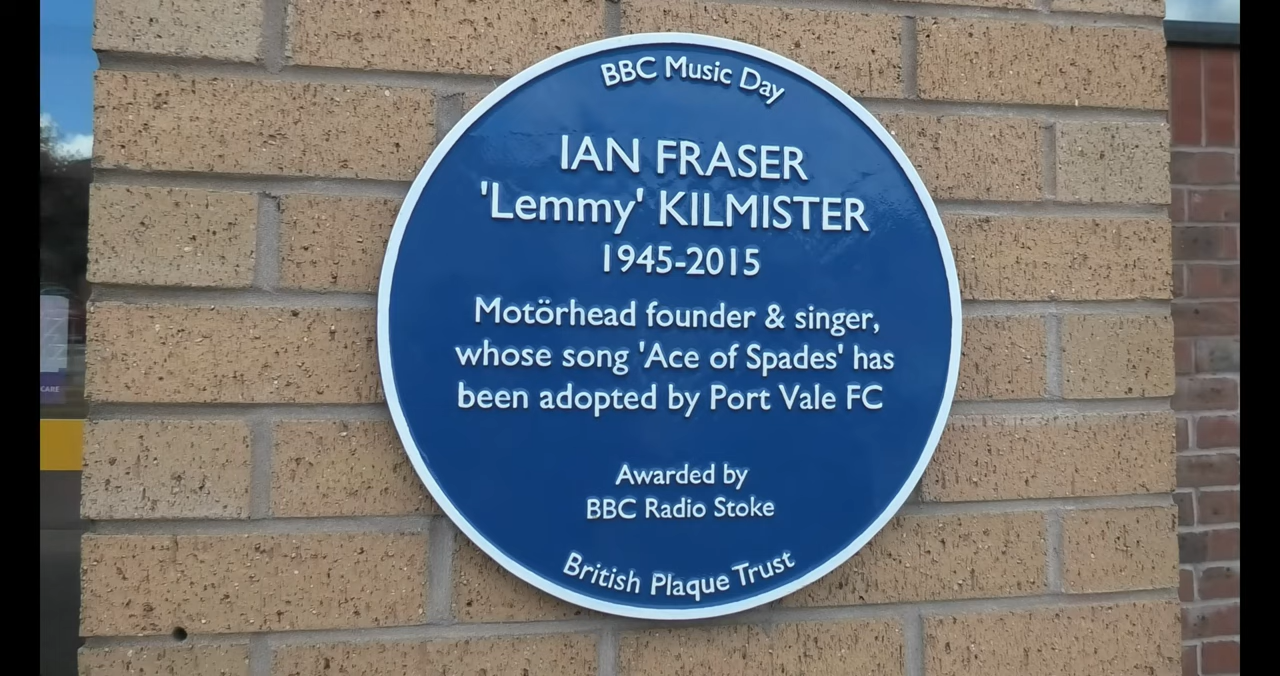 BBC Music Day
IAN FRASER
'Lemmy' KILMISTER
1945-2015
Motörhead founder & singer,
whose song 'Ace of Spades' has
been adopted by Port Vale FC
Awarded by
BBC Radio Stoke
British Plaque Trust
CARE